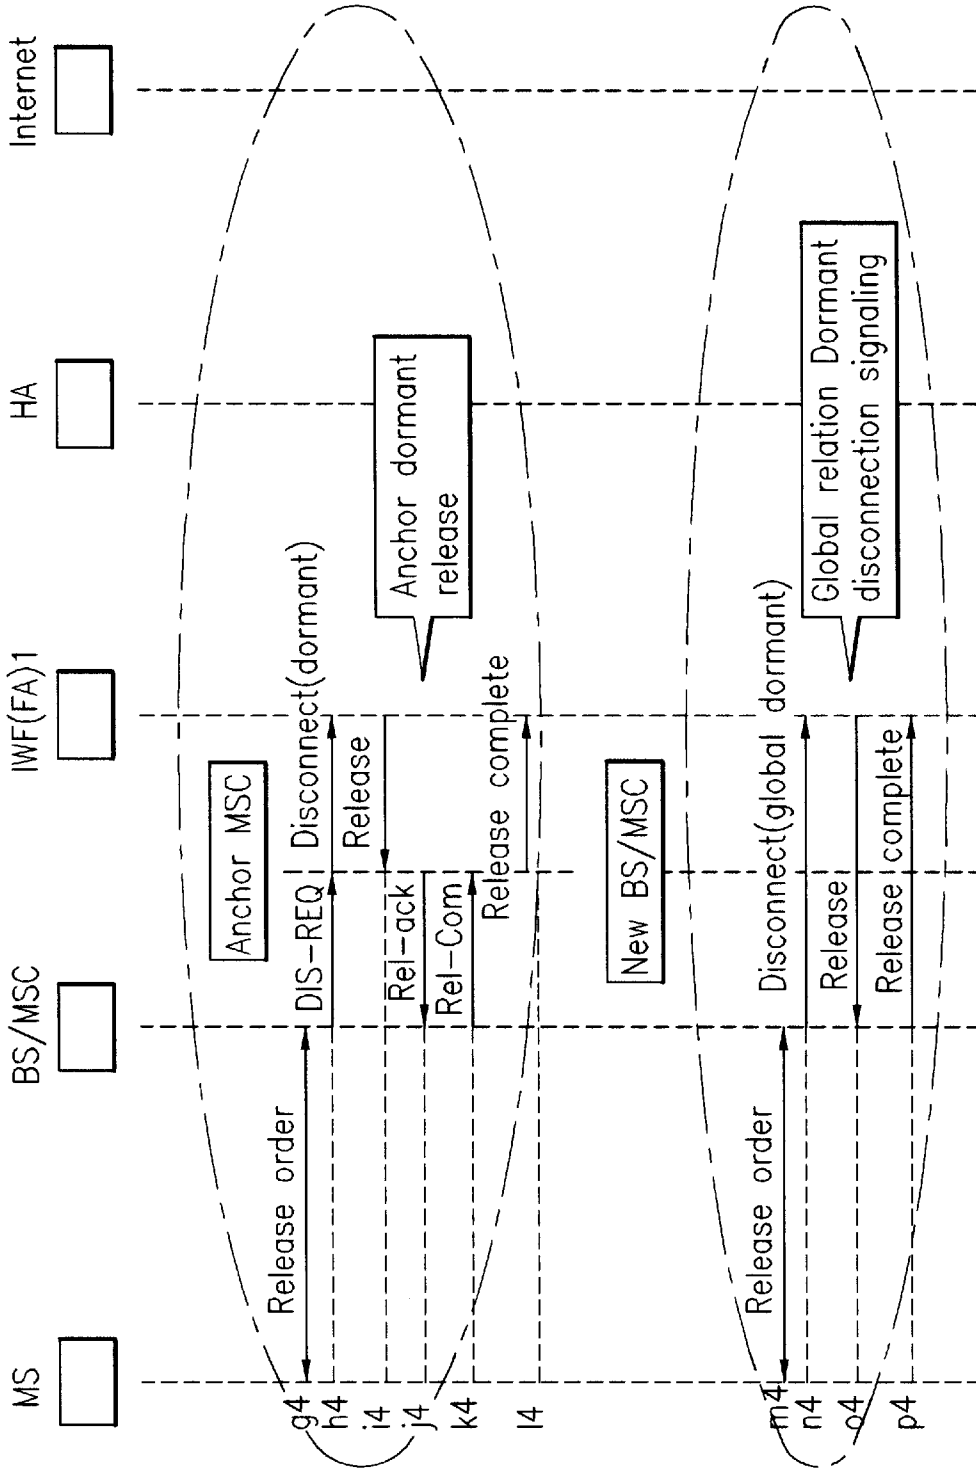 MS
BS/MSC
IWF(FA)1
HA
Internet
Anchor MSC
g4
Release order
h4
DIS-REQ
Disconnect(dormant)
i4
Release
Anchor dormant
release
j4
Rel-ack
k4
Rel-Com
l4
Release complete
New BS/MSC
m4
Release order
n4
Disconnect(global dormant)
o4
Release
Global relation Dormant
disconnection signaling
p4
Release complete